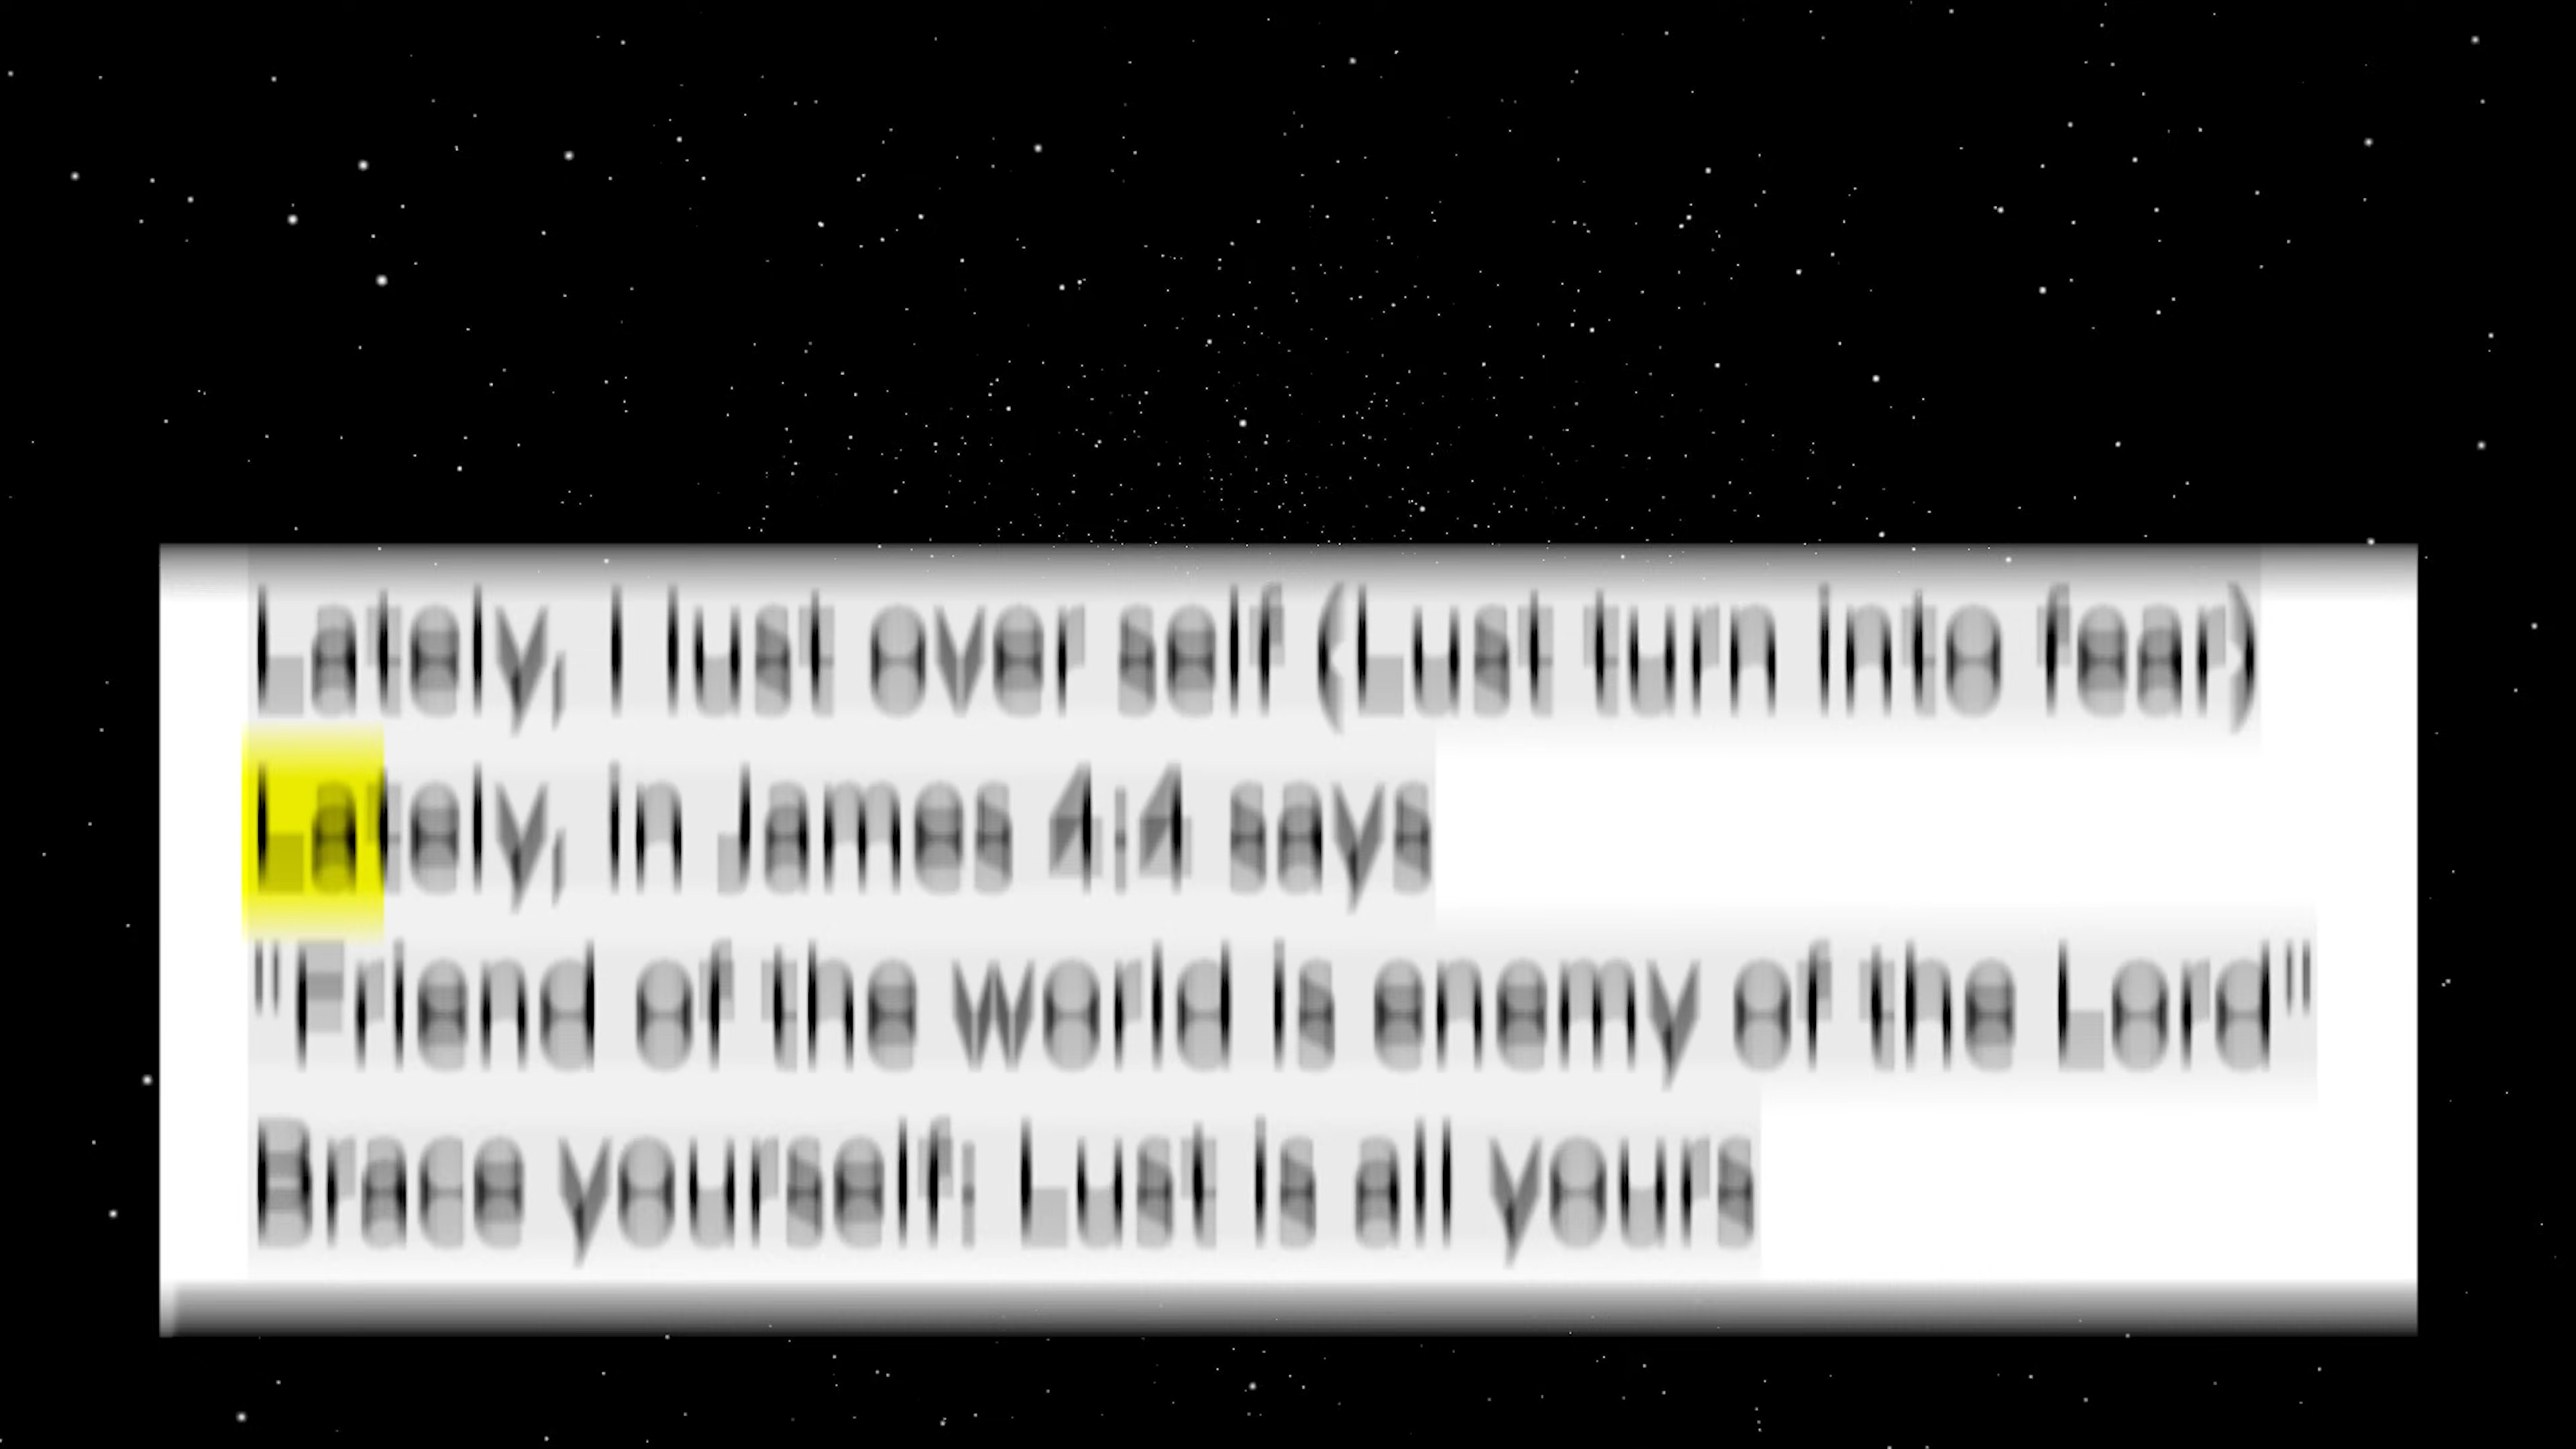 Lately, I lust over self (Lust turn into fear)
Lately, in James 4:4 says
"Friend of the world is enemy of the Lord"
Brace yourself: Lust is all yours